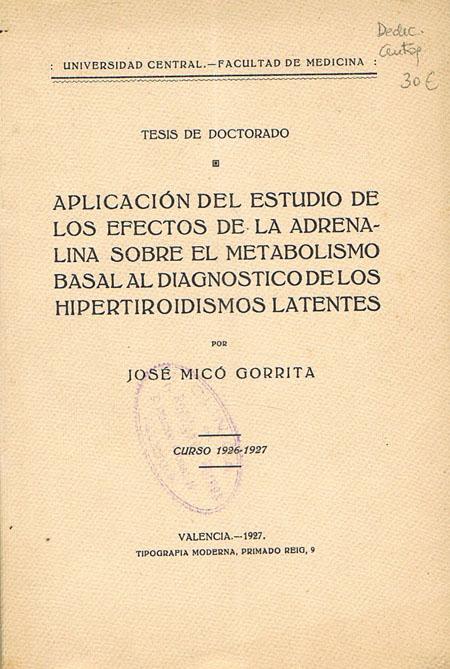 Dedic.
30 €
: UNIVERSIDAD CENTRAL.—FACULTAD DE MEDICINA :
TESIS DE DOCTORADO
APLICACIÓN DEL ESTUDIO DE
LOS EFECTOS DE LA ADRENA-
LINA SOBRE EL METABOLISMO
BASAL AL DIAGNOSTICO DE LOS
HIPERTIROIDISMOS LATENTES
POR
JOSÉ MICÓ GORRITA
CURSO 1926-1927
VALENCIA.—1927.
TIPOGRAFIA MODERNA, PRIMADO REIG, 9